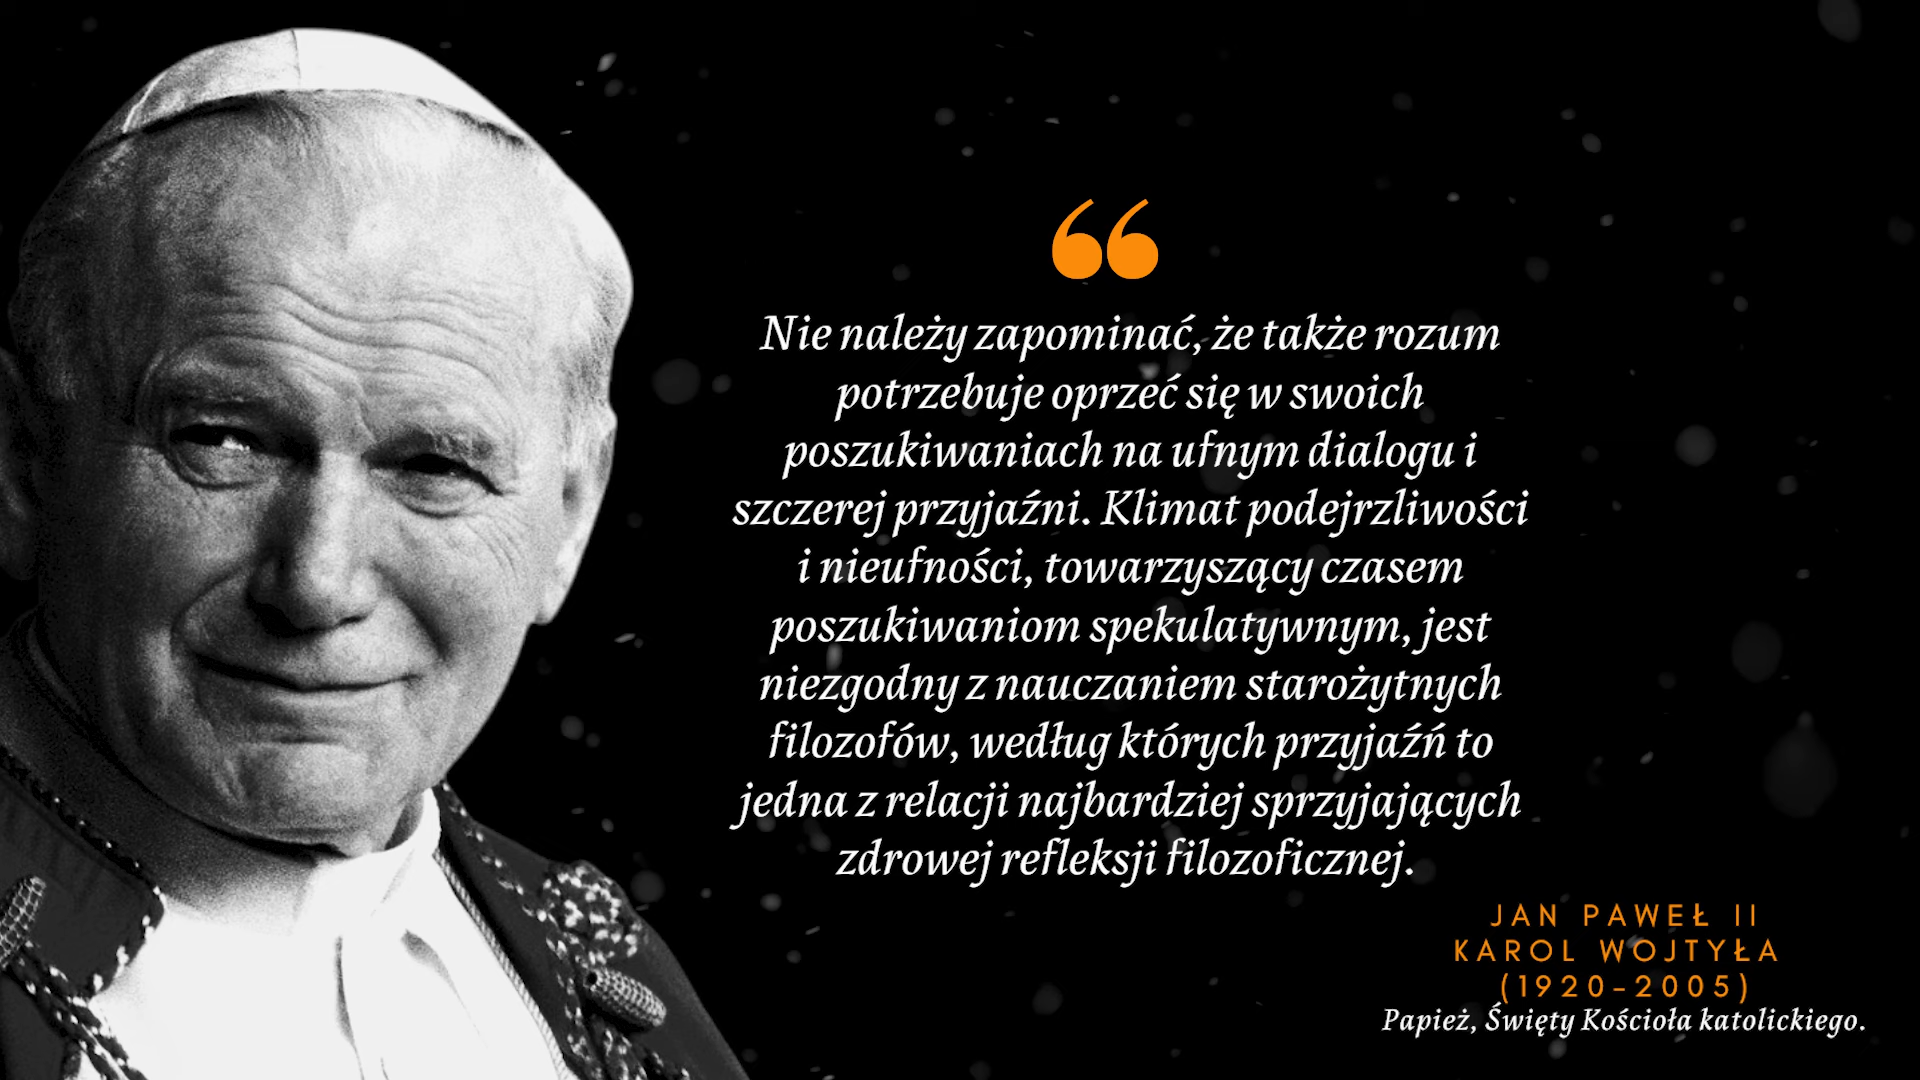 “
Nie należy zapominać, że także rozum
potrzebuje oprzeć się w swoich
poszukiwaniach na ufnym dialogu i
szczerej przyjaźni. Klimat podejrzliwości
i nieufności, towarzyszący czasem
poszukiwaniom spekulatywnym, jest
niezgodny z nauczaniem starożytnych
filozofów, według których przyjaźń to
jedna z relacji najbardziej sprzyjających
zdrowej refleksji filozoficznej.
JAN PAWEŁ II
KAROL WOJTYŁA
(1920-2005)
Papież, Święty Kościoła katolickiego.